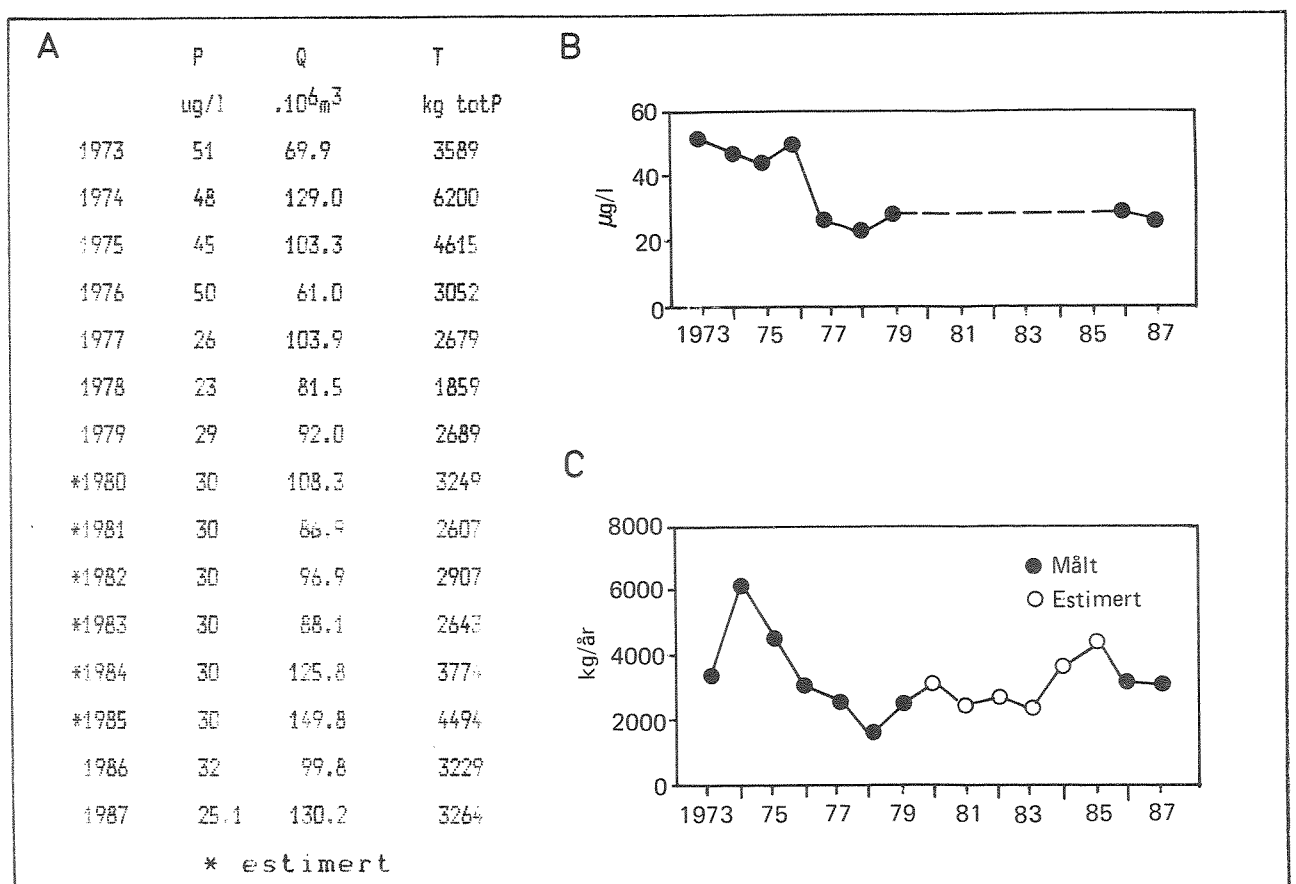 A
P Q T
ug/l .10⁶m³ kg totP
1973 51 69.9 3589
1974 48 129.0 6200
1975 45 103.3 4615
1976 50 61.0 3052
1977 26 103.9 2679
1978 23 81.5 1859
1979 29 92.0 2689
*1980 30 108.3 3249
*1981 30 86.9 2607
*1982 30 96.9 2907
*1983 30 88.1 2643
*1984 30 125.8 3774
*1985 30 149.8 4494
1986 32 99.8 3229
1987 25.1 130.2 3264
* estimert
B
µg/l
60
40
20
0
1973 75 77 79 81 83 85 87
C
kg/år
8000
6000
4000
2000
0
Målt
Estimert
1973 75 77 79 81 83 85 87